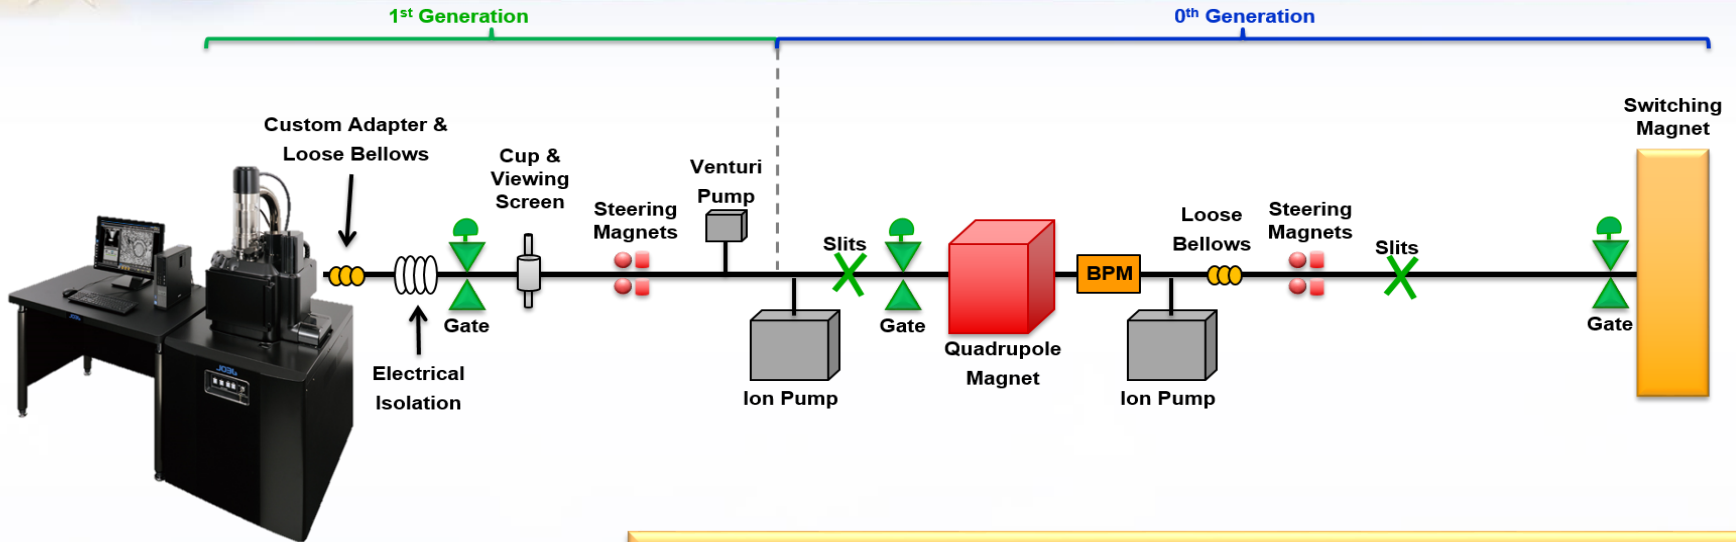 1st Generation
0th Generation
Custom Adapter &
Loose Bellows
Cup &
Viewing
Screen
Steering
Magnets
Venturi
Pump
Slits
Loose
Bellows
Steering
Magnets
Slits
Switching
Magnet
BPM
Gate
Gate
Gate
Electrical
Isolation
Ion Pump
Quadrupole
Magnet
Ion Pump
JEOL